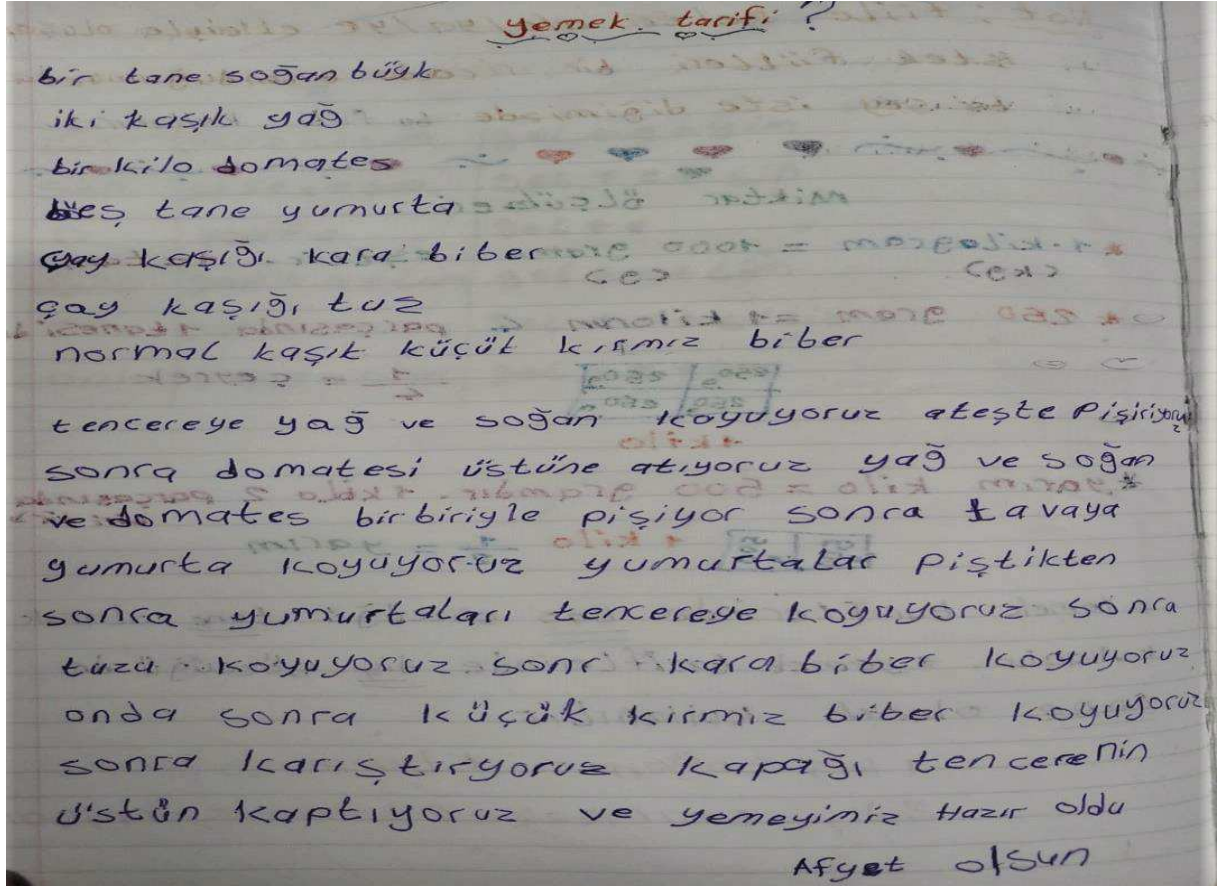 yemek tarifi ?
bir tane soğan büyk
iki kaşık yağ
bir kilo domates
beş tane yumurta
çay kaşığı kara biber
çay kaşığı tuz
normal kaşık küçük kırmız biber
tencereye yağ ve soğan koyuyoruz ateşte Pişiriyoruz
sonra domatesi üstüne atıyoruz yağ ve soğan
ve domates birbiriyle pişiyor sonra tavaya
yumurta koyuyoruz yumurtalar Piştikten
sonra yumurtaları tencereye koyuyoruz sonra
tuzu koyuyoruz sonr kara biber koyuyoruz
onda sonra küçük kirmiz biber koyuyoruz
sonra karıştıryoruz kapağı tencerenin
üstün kaptıyoruz ve yemeyimiz Hazır oldu
Afyet olsun